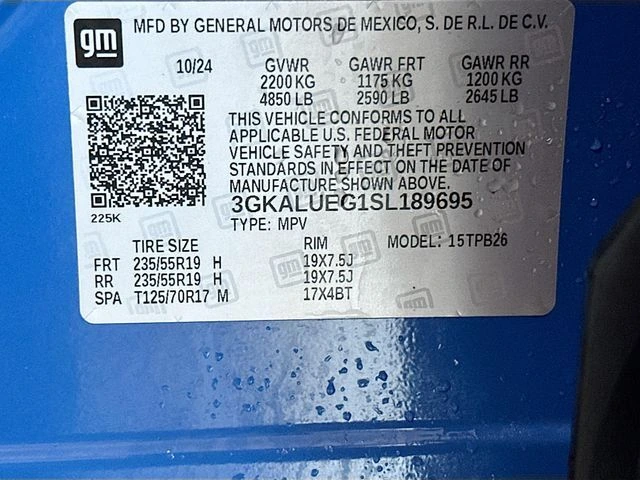 gm MFD BY GENERAL MOTORS DE MEXICO, S. DE R.L. DE C.V.
10/24 GVWR GAWR FRT GAWR RR
2200 KG 1175 KG 1200 KG
4850 LB 2590 LB 2645 LB
THIS VEHICLE CONFORMS TO ALL
APPLICABLE U.S. FEDERAL MOTOR
VEHICLE SAFETY AND THEFT PREVENTION
STANDARDS IN EFFECT ON THE DATE OF
MANUFACTURE SHOWN ABOVE.
225K
3GKALUEG1SL189695
TYPE: MPV
TIRE SIZE RIM MODEL: 15TPB26
FRT 235/55R19 H 19X7.5J
RR 235/55R19 H 19X7.5J
SPA T125/70R17 M 17X4BT